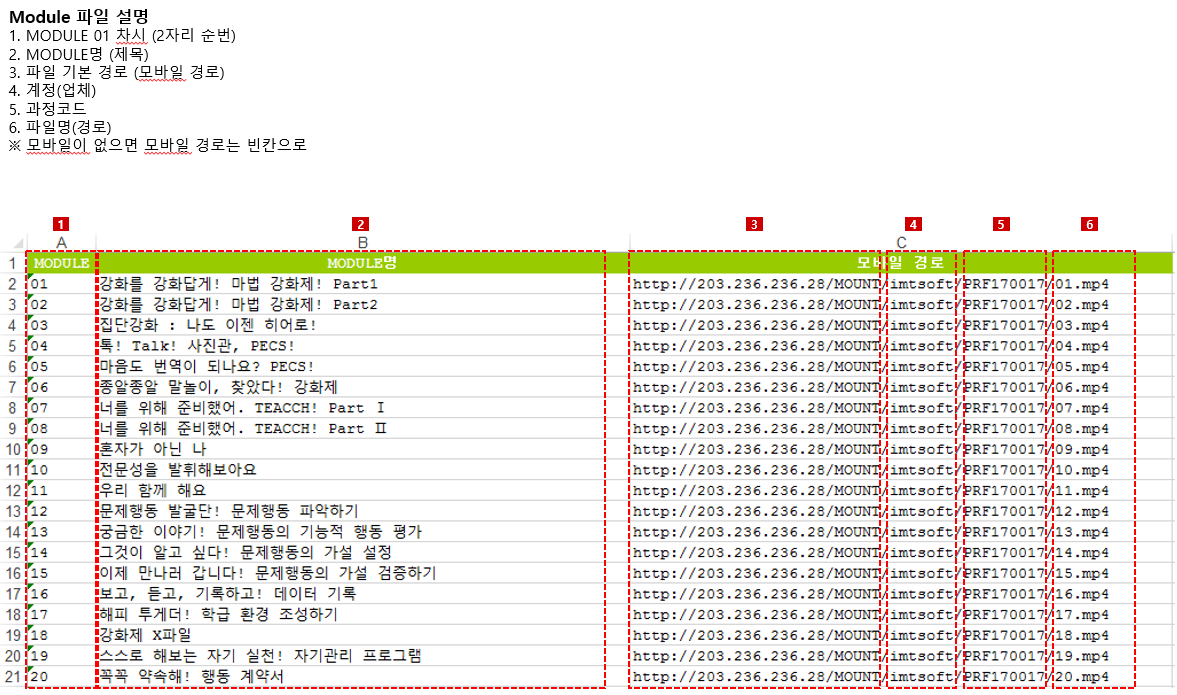 Module 파일 설명
1. MODULE 01 차시 (2자리 순번)
2. MODULE명 (제목)
3. 파일 기본 경로 (모바일 경로)
4. 계정(업체)
5. 과정코드
6. 파일명(경로)
※ 모바일이 없으면 모바일 경로는 빈칸으로
1 2 3 4 5 6
A B C
1 MODULE MODULE명 모바일 경로
2 01 강화를 강화답게! 마법 강화제! Part1 http://203.236.236.28/MOUNT/imtsoft/PRF170017/01.mp4
3 02 강화를 강화답게! 마법 강화제! Part2 http://203.236.236.28/MOUNT/imtsoft/PRF170017/02.mp4
4 03 집단강화 : 나도 이젠 히어로! http://203.236.236.28/MOUNT/imtsoft/PRF170017/03.mp4
5 04 톡! Talk! 사진관, PECS! http://203.236.236.28/MOUNT/imtsoft/PRF170017/04.mp4
6 05 마음도 번역이 되나요? PECS! http://203.236.236.28/MOUNT/imtsoft/PRF170017/05.mp4
7 06 종알종알 말놀이, 찾았다! 강화제 http://203.236.236.28/MOUNT/imtsoft/PRF170017/06.mp4
8 07 너를 위해 준비했어. TEACCH! Part Ⅰ http://203.236.236.28/MOUNT/imtsoft/PRF170017/07.mp4
9 08 너를 위해 준비했어. TEACCH! Part Ⅱ http://203.236.236.28/MOUNT/imtsoft/PRF170017/08.mp4
10 09 혼자가 아닌 나 http://203.236.236.28/MOUNT/imtsoft/PRF170017/09.mp4
11 10 전문성을 발휘해보아요 http://203.236.236.28/MOUNT/imtsoft/PRF170017/10.mp4
12 11 우리 함께 해요 http://203.236.236.28/MOUNT/imtsoft/PRF170017/11.mp4
13 12 문제행동 발굴단! 문제행동 파악하기 http://203.236.236.28/MOUNT/imtsoft/PRF170017/12.mp4
14 13 궁금한 이야기! 문제행동의 기능적 행동 평가 http://203.236.236.28/MOUNT/imtsoft/PRF170017/13.mp4
15 14 그것이 알고 싶다! 문제행동의 가설 설정 http://203.236.236.28/MOUNT/imtsoft/PRF170017/14.mp4
16 15 이제 만나러 갑니다! 문제행동의 가설 검증하기 http://203.236.236.28/MOUNT/imtsoft/PRF170017/15.mp4
17 16 보고, 듣고, 기록하고! 데이터 기록 http://203.236.236.28/MOUNT/imtsoft/PRF170017/16.mp4
18 17 해피 투게더! 학급 환경 조성하기 http://203.236.236.28/MOUNT/imtsoft/PRF170017/17.mp4
19 18 강화제 X파일 http://203.236.236.28/MOUNT/imtsoft/PRF170017/18.mp4
20 19 스스로 해보는 자기 실천! 자기관리 프로그램 http://203.236.236.28/MOUNT/imtsoft/PRF170017/19.mp4
21 20 꼭꼭 약속해! 행동 계약서 http://203.236.236.28/MOUNT/imtsoft/PRF170017/20.mp4